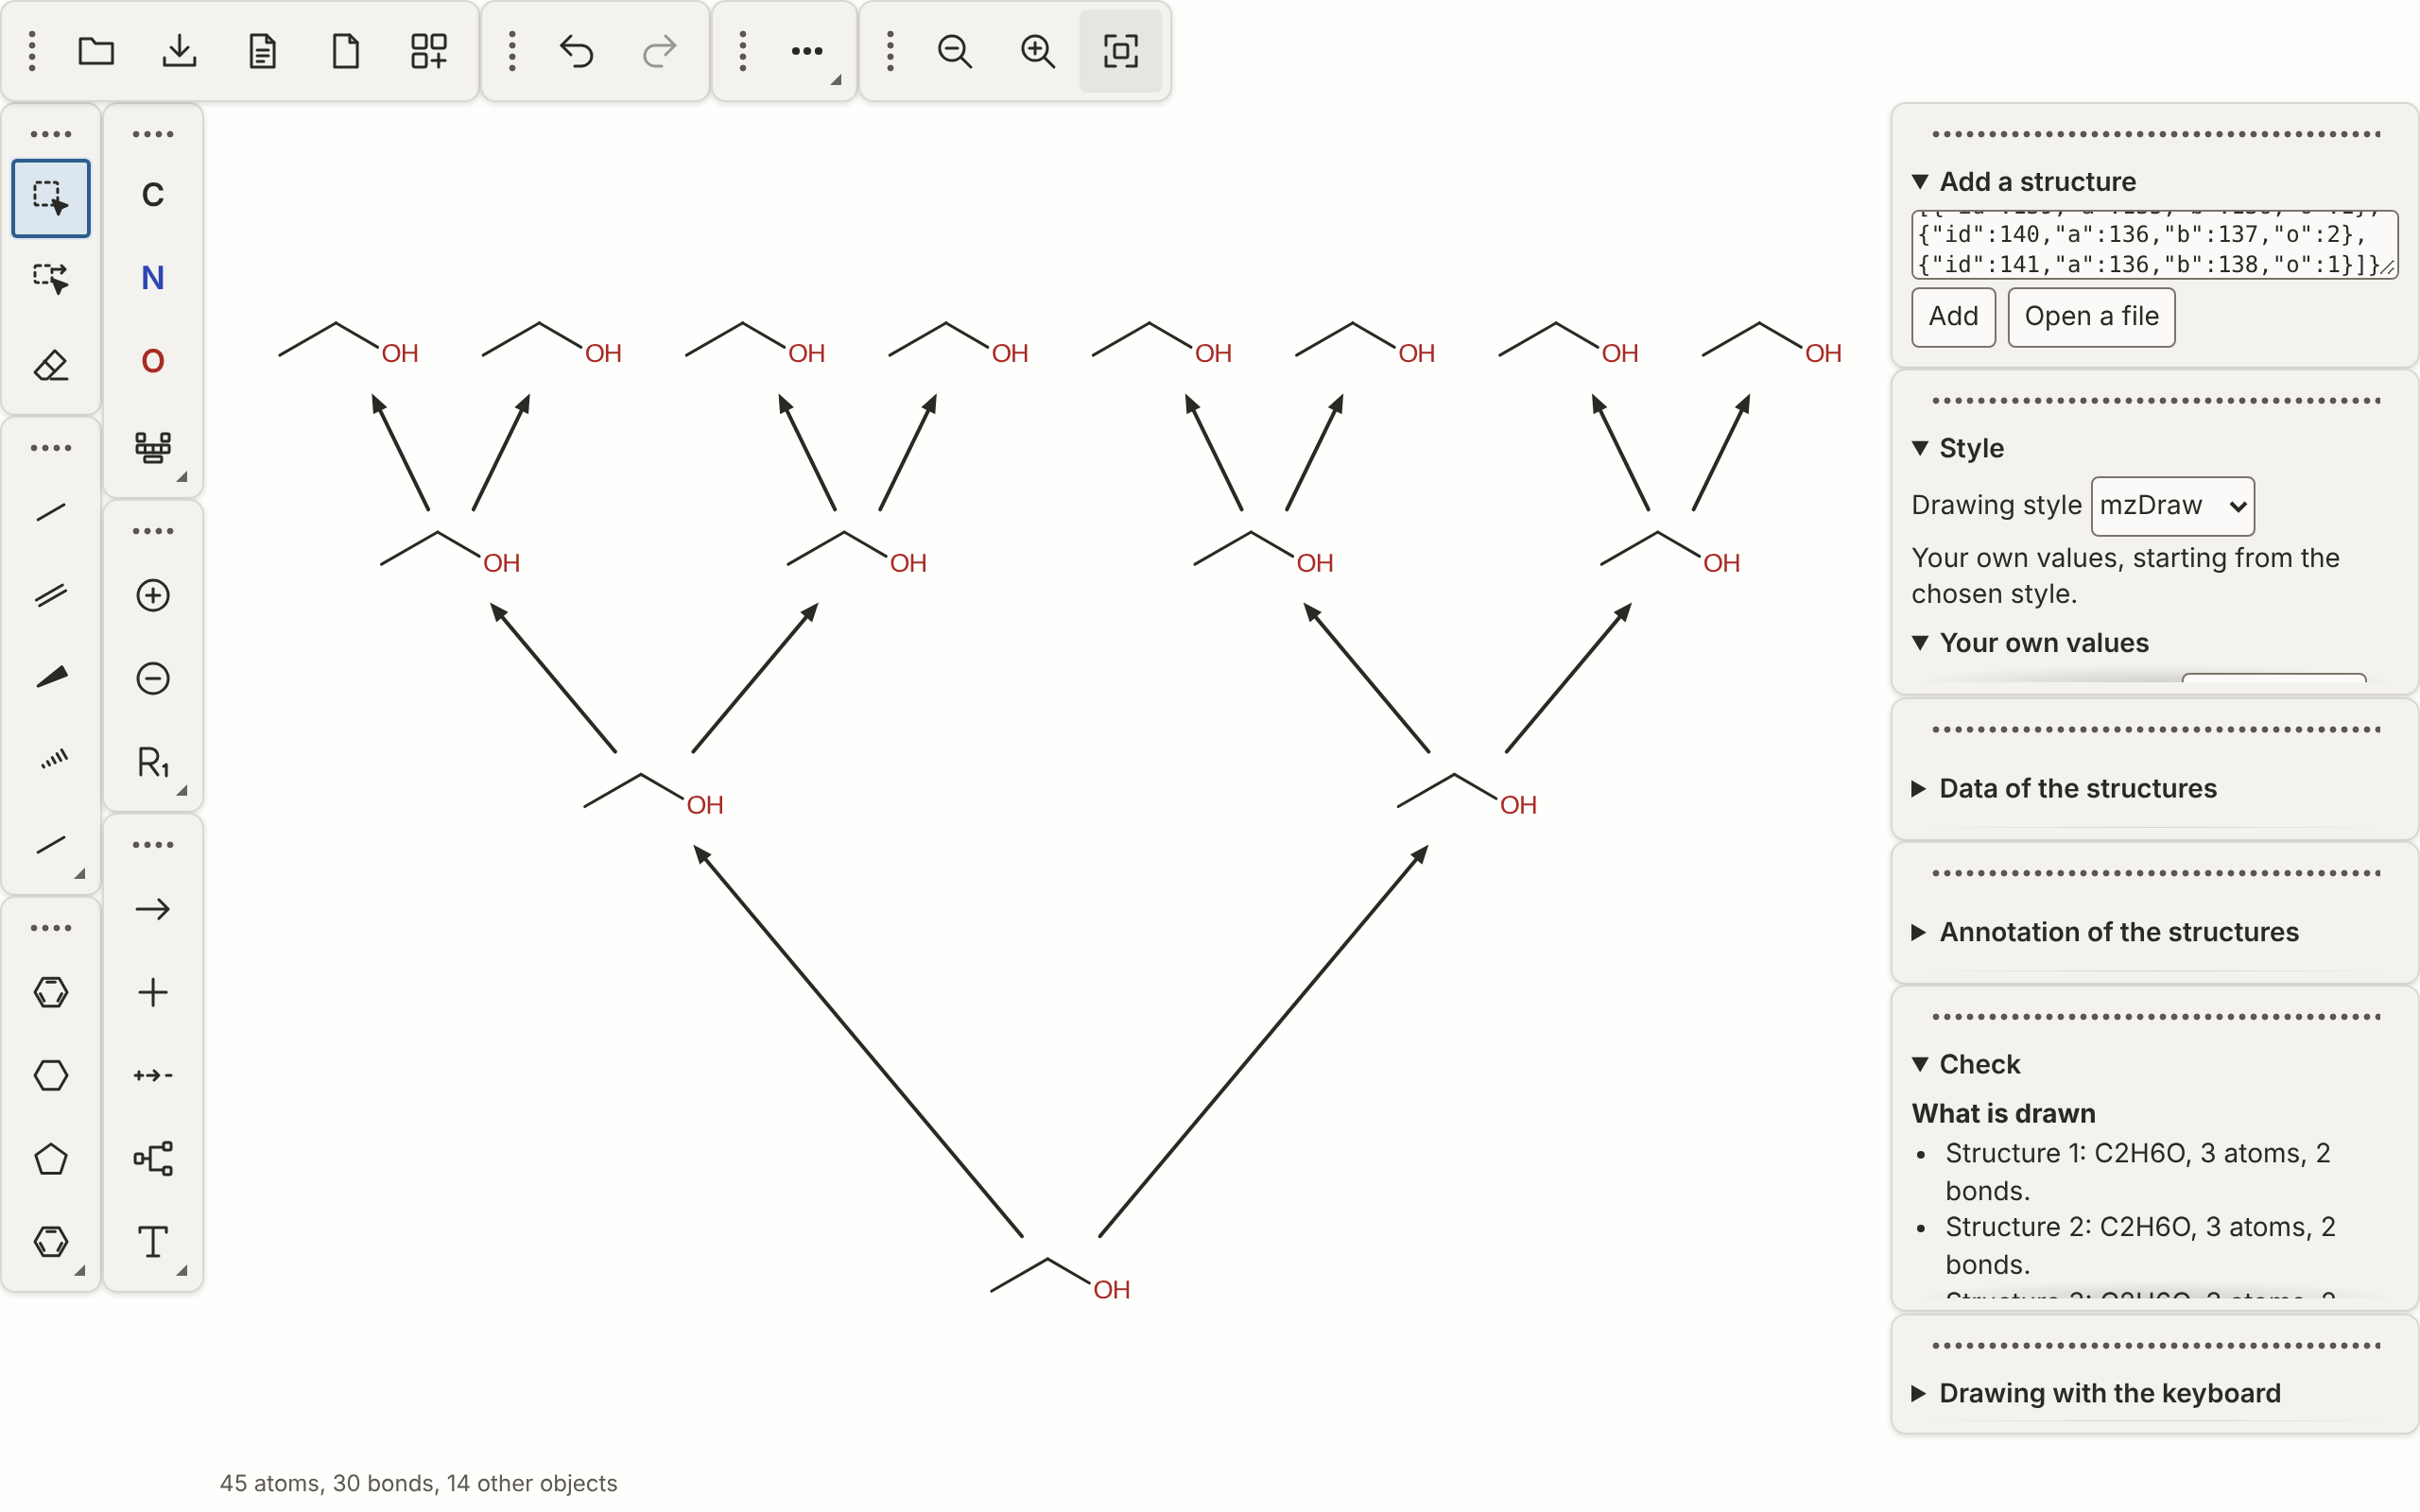 C
N
O
R1
T
Add a structure
{"id":140,"a":136,"b":137,"o":2},
{"id":141,"a":136,"b":138,"o":1}]}
Add
Open a file
Style
Drawing style
mzDraw
Your own values, starting from the
chosen style.
Your own values
Data of the structures
Annotation of the structures
Check
What is drawn
Structure 1: C2H6O, 3 atoms, 2
bonds.
Structure 2: C2H6O, 3 atoms, 2
bonds.
Drawing with the keyboard
OH OH OH OH OH OH OH OH
OH OH OH OH
OH OH
OH
45 atoms, 30 bonds, 14 other objects